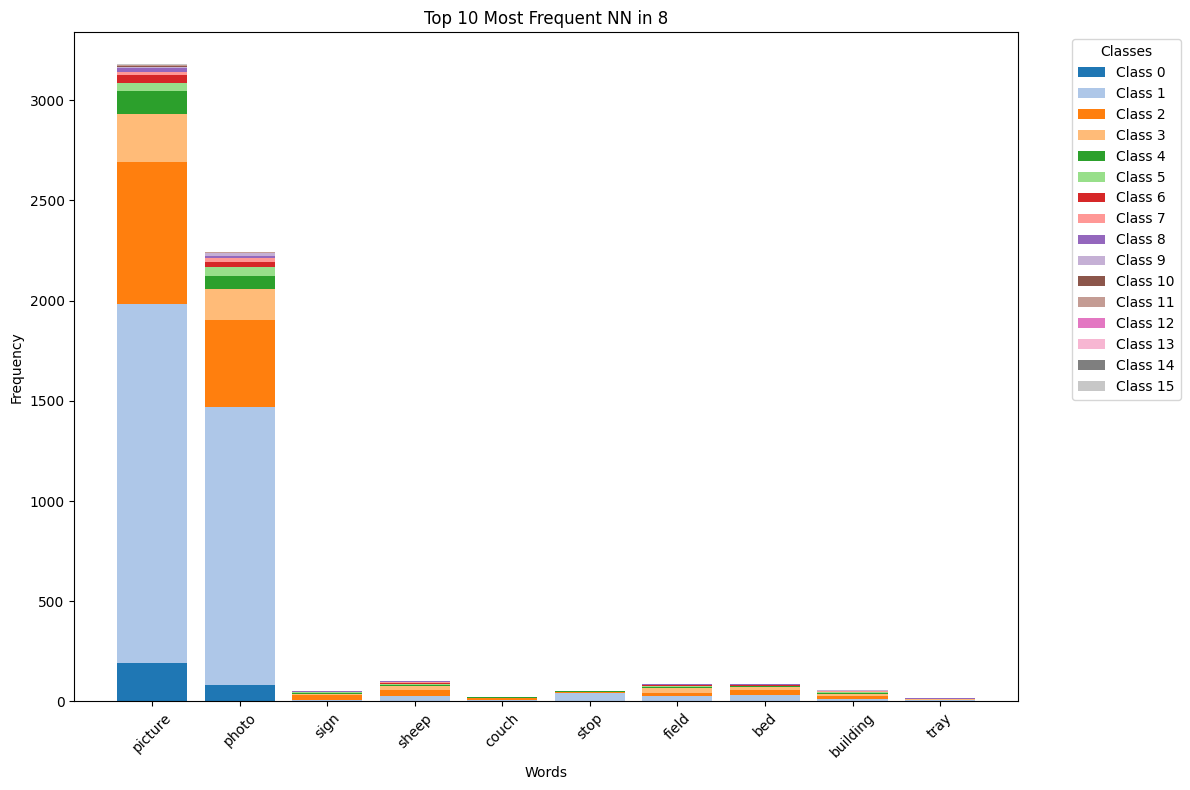 Top 10 Most Frequent NN in 8
Frequency
3000
2500
2000
1500
1000
500
0
picture
photo
sign
sheep
couch
stop
field
bed
building
tray
Words
Classes
Class 0
Class 1
Class 2
Class 3
Class 4
Class 5
Class 6
Class 7
Class 8
Class 9
Class 10
Class 11
Class 12
Class 13
Class 14
Class 15